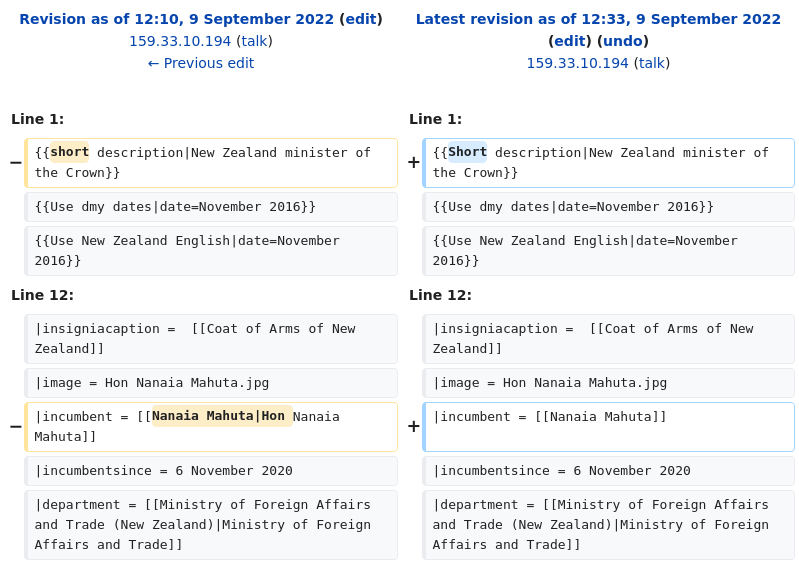 Revision as of 12:10, 9 September 2022 (edit)
159.33.10.194 (talk)
← Previous edit
Latest revision as of 12:33, 9 September 2022
(edit) (undo)
159.33.10.194 (talk)
Line 1:
Line 1:
− {{short description|New Zealand minister of
the Crown}}
+ {{Short description|New Zealand minister of
the Crown}}
{{Use dmy dates|date=November 2016}}
{{Use dmy dates|date=November 2016}}
{{Use New Zealand English|date=November
2016}}
{{Use New Zealand English|date=November
2016}}
Line 12:
Line 12:
|insigniacaption =  [[Coat of Arms of New
Zealand]]
|insigniacaption =  [[Coat of Arms of New
Zealand]]
|image = Hon Nanaia Mahuta.jpg
|image = Hon Nanaia Mahuta.jpg
− |incumbent = [[Nanaia Mahuta|Hon Nanaia
Mahuta]]
+ |incumbent = [[Nanaia Mahuta]]
|incumbentsince = 6 November 2020
|incumbentsince = 6 November 2020
|department = [[Ministry of Foreign Affairs
and Trade (New Zealand)|Ministry of Foreign
Affairs and Trade]]
|department = [[Ministry of Foreign Affairs
and Trade (New Zealand)|Ministry of Foreign
Affairs and Trade]]